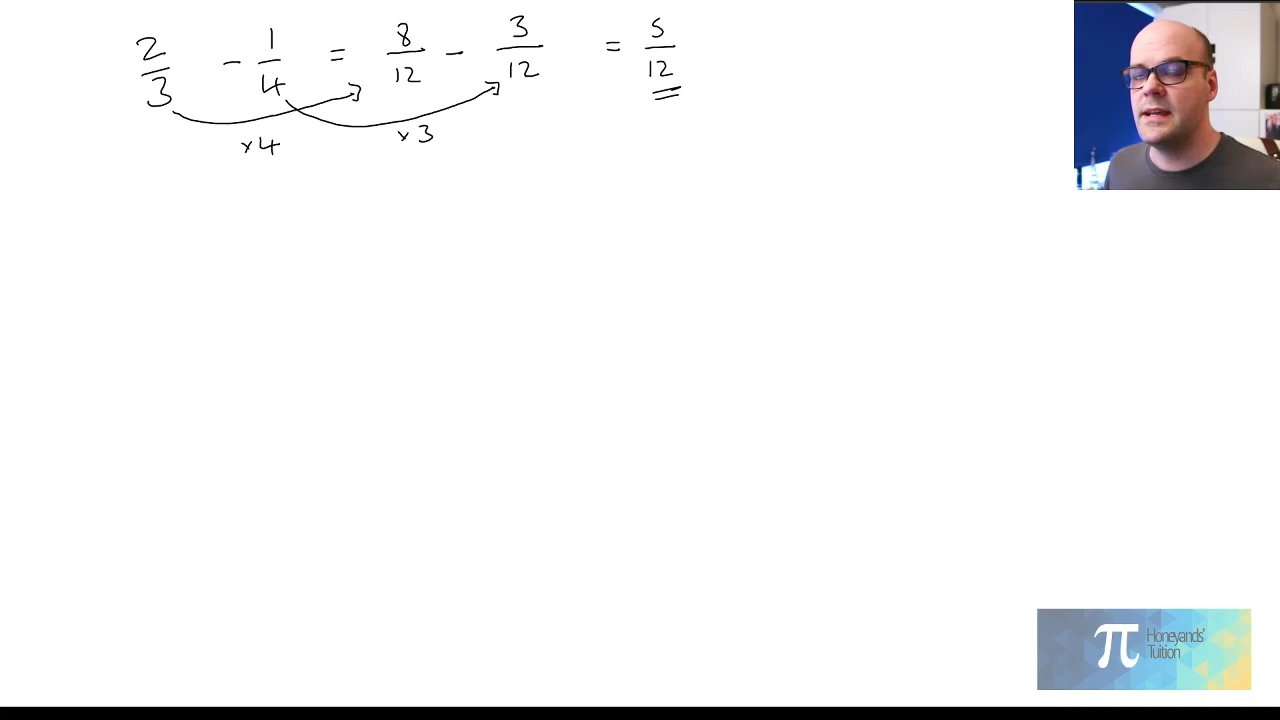 2/3 - 1/4 = 8/12 - 3/12 = 5/12
×4 ×3
π Honeyands'
Tuition